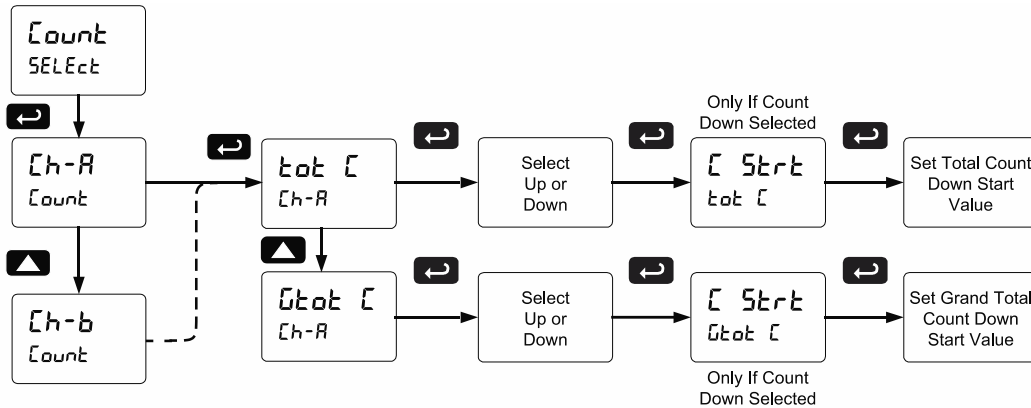 Count
SELEct
Ch-A
Count
Ch-b
Count
tot C
Ch-A
Gtot C
Ch-A
Select
Up or
Down
Select
Up or
Down
Only If Count
Down Selected
C Strt
tot C
C Strt
Gtot C
Only If Count
Down Selected
Set Total Count
Down Start
Value
Set Grand Total
Count Down
Start Value